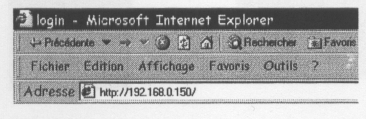 login - Microsoft Internet Explorer
Précédente Rechercher Favoris
Fichier Edition Affichage Favoris Outils ?
Adresse http://192.168.0.150/